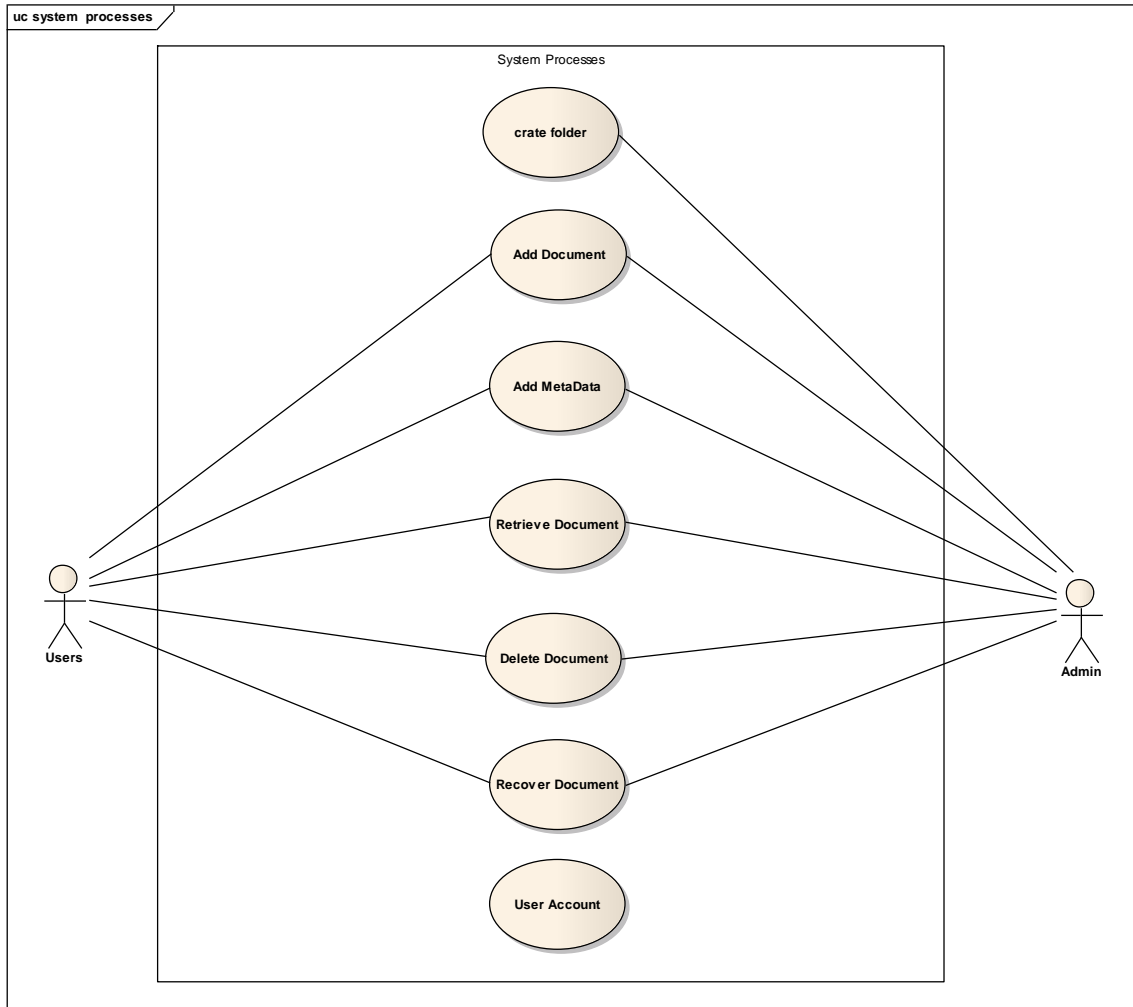 uc system processes
System Processes
crate folder
Add Document
Add MetaData
Retrieve Document
Delete Document
Users
Admin
Recover Document
User Account